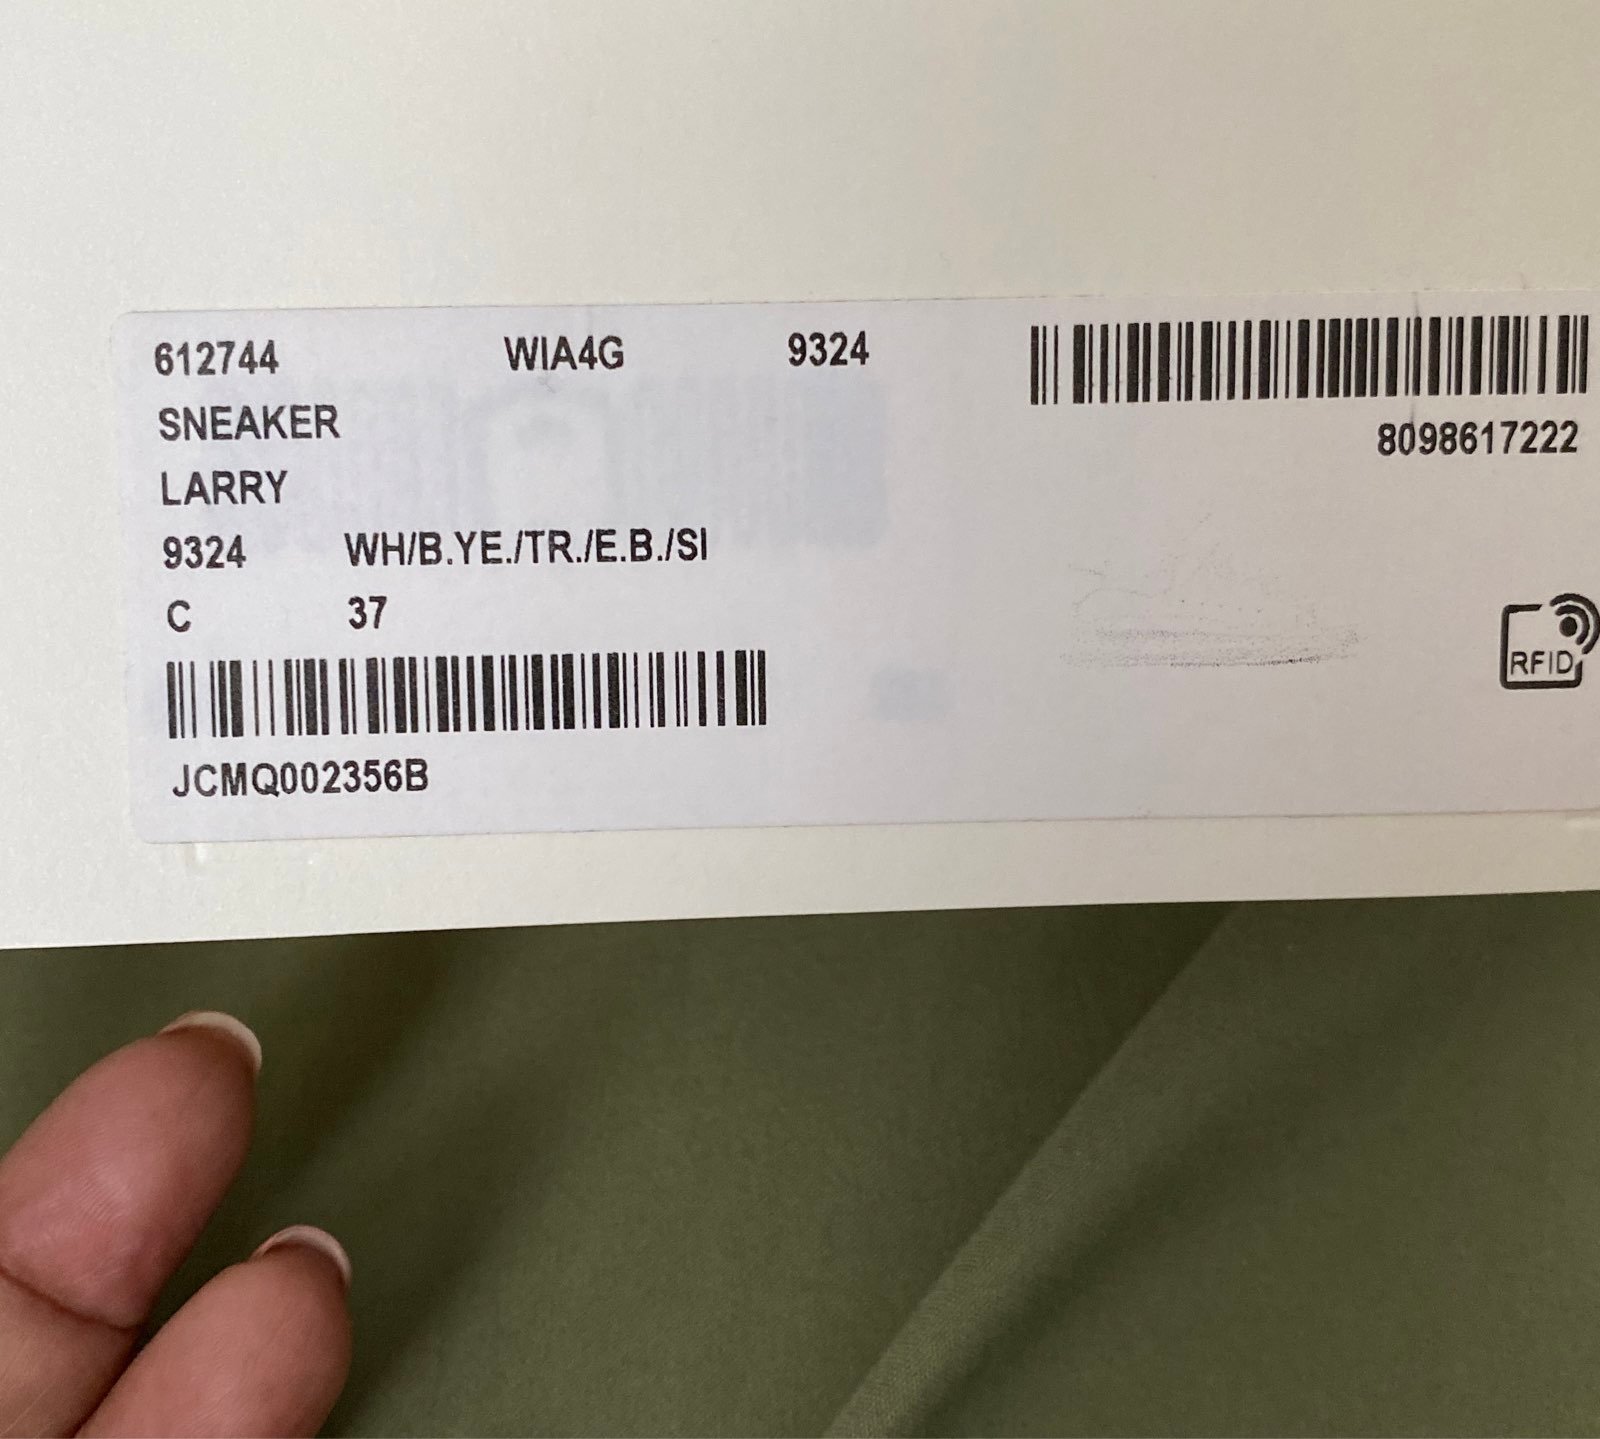 612744 WIA4G 9324
SNEAKER
LARRY
9324 WH/B.YE./TR./E.B./SI
C 37
JCMQ002356B
8098617222
RFID